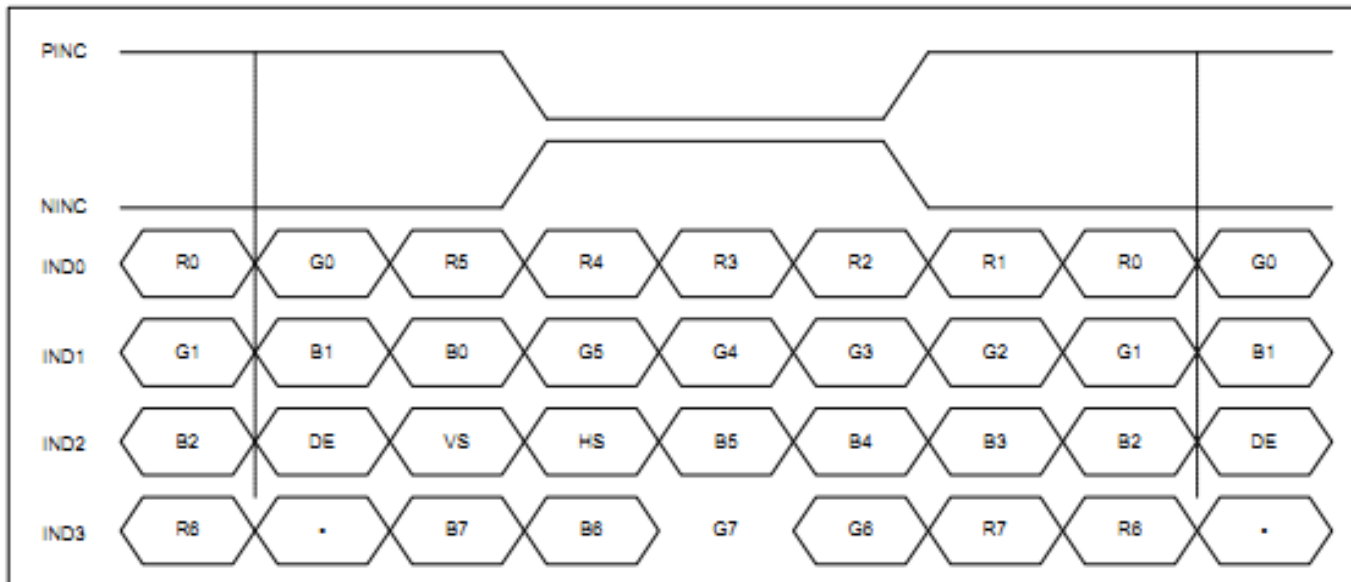 PINC
NINC
IND0 R0 G0 R5 R4 R3 R2 R1 R0 G0
IND1 G1 B1 B0 G5 G4 G3 G2 G1 B1
IND2 B2 DE VS HS B5 B4 B3 B2 DE
IND3 R6 - B7 B6 G7 G6 R7 R6 -